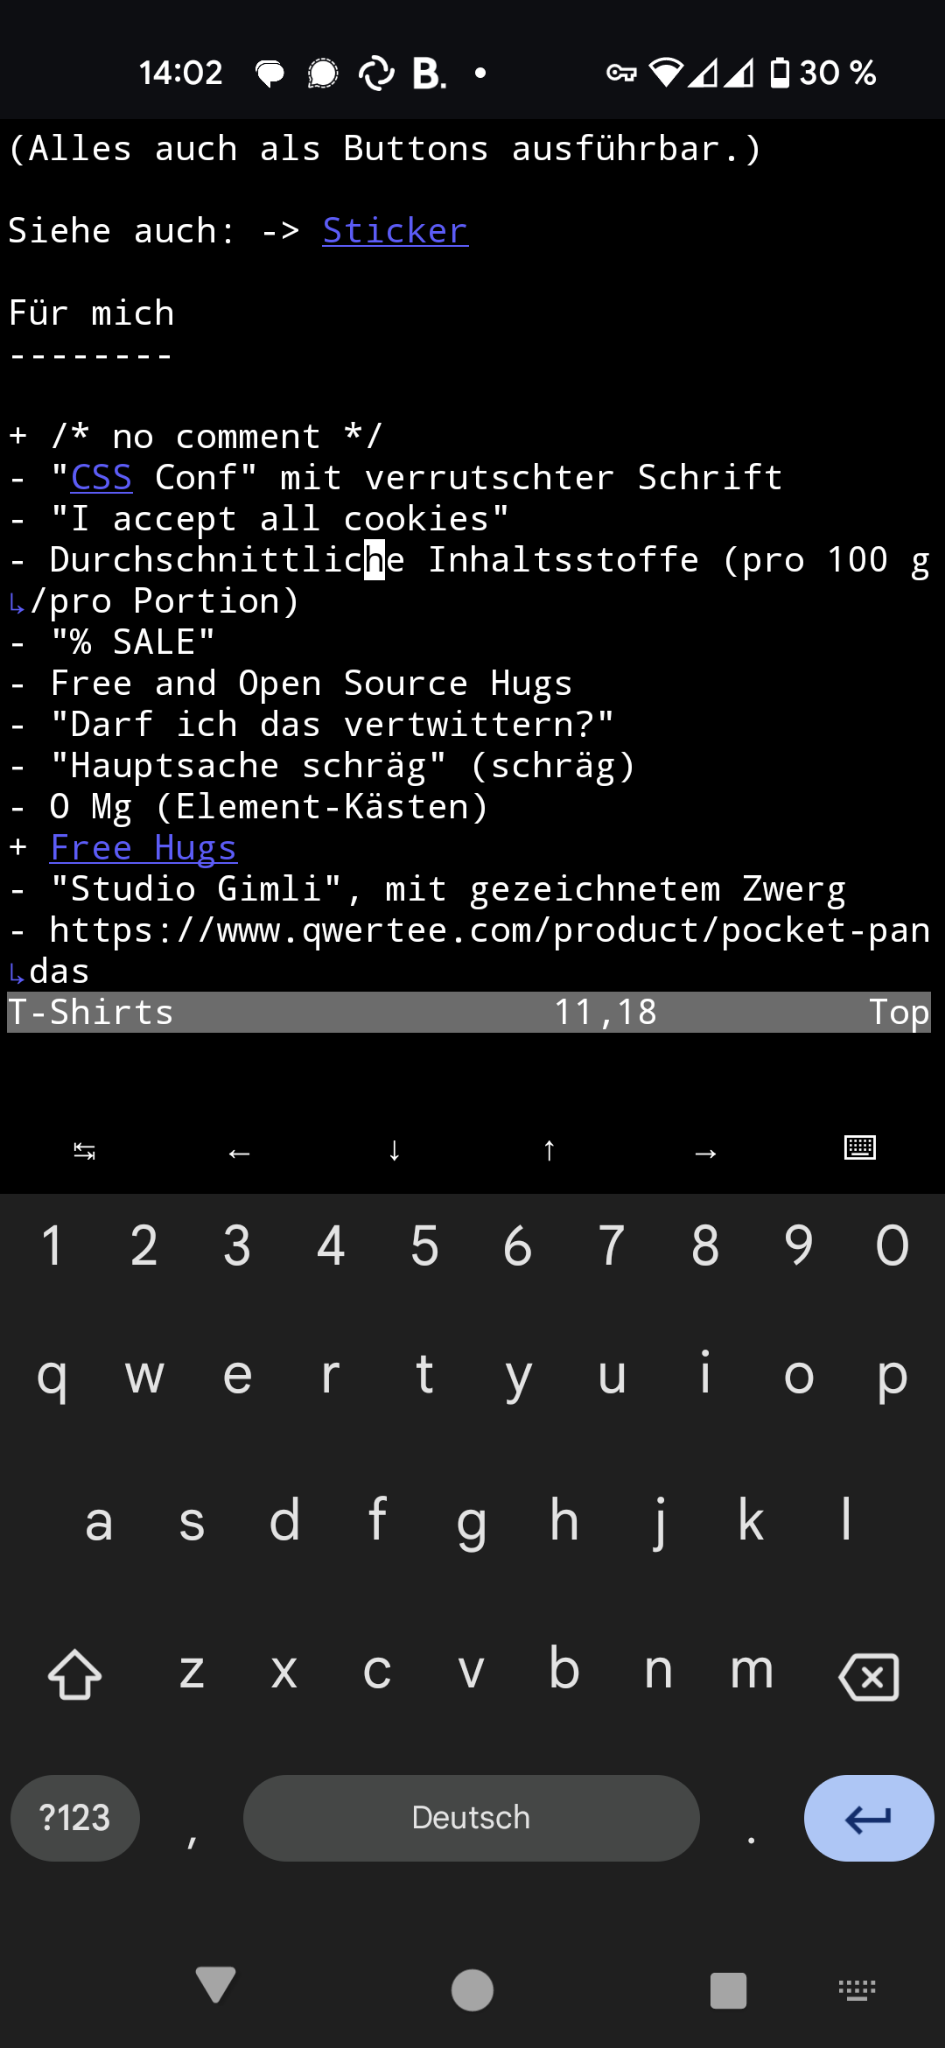 14:02 B. 30 %
(Alles auch als Buttons ausführbar.)
Siehe auch: -> Sticker
Für mich
--------
+ /* no comment */
- "CSS Conf" mit verrutschter Schrift
- "I accept all cookies"
- Durchschnittliche Inhaltsstoffe (pro 100 g
↳/pro Portion)
- "% SALE"
- Free and Open Source Hugs
- "Darf ich das vertwittern?"
- "Hauptsache schräg" (schräg)
- O Mg (Element-Kästen)
+ Free Hugs
- "Studio Gimli", mit gezeichnetem Zwerg
- https://www.qwertee.com/product/pocket-pan
↳das
T-Shirts 11,18 Top
↹ ← ↓ ↑ →
1 2 3 4 5 6 7 8 9 0
q w e r t y u i o p
a s d f g h j k l
z x c v b n m
?123 , Deutsch .